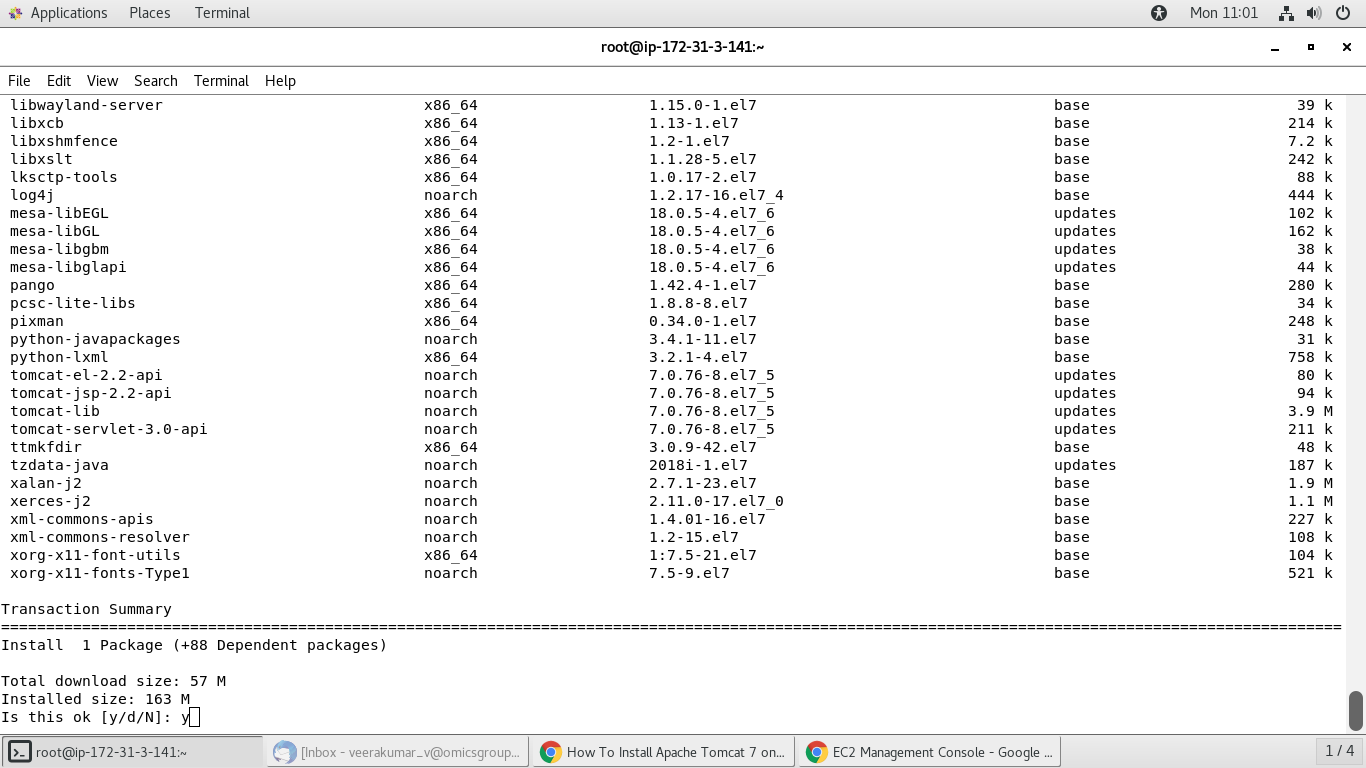 Applications Places Terminal Mon 11:01
root@ip-172-31-3-141:~
File Edit View Search Terminal Help
libwayland-server x86_64 1.15.0-1.el7 base 39 k
libxcb x86_64 1.13-1.el7 base 214 k
libxshmfence x86_64 1.2-1.el7 base 7.2 k
libxslt x86_64 1.1.28-5.el7 base 242 k
lksctp-tools x86_64 1.0.17-2.el7 base 88 k
log4j noarch 1.2.17-16.el7_4 base 444 k
mesa-libEGL x86_64 18.0.5-4.el7_6 updates 102 k
mesa-libGL x86_64 18.0.5-4.el7_6 updates 162 k
mesa-libgbm x86_64 18.0.5-4.el7_6 updates 38 k
mesa-libglapi x86_64 18.0.5-4.el7_6 updates 44 k
pango x86_64 1.42.4-1.el7 base 280 k
pcsc-lite-libs x86_64 1.8.8-8.el7 base 34 k
pixman x86_64 0.34.0-1.el7 base 248 k
python-javapackages noarch 3.4.1-11.el7 base 31 k
python-lxml x86_64 3.2.1-4.el7 base 758 k
tomcat-el-2.2-api noarch 7.0.76-8.el7_5 updates 80 k
tomcat-jsp-2.2-api noarch 7.0.76-8.el7_5 updates 94 k
tomcat-lib noarch 7.0.76-8.el7_5 updates 3.9 M
tomcat-servlet-3.0-api noarch 7.0.76-8.el7_5 updates 211 k
ttmkfdir x86_64 3.0.9-42.el7 base 48 k
tzdata-java noarch 2018i-1.el7 updates 187 k
xalan-j2 noarch 2.7.1-23.el7 base 1.9 M
xerces-j2 noarch 2.11.0-17.el7_0 base 1.1 M
xml-commons-apis noarch 1.4.01-16.el7 base 227 k
xml-commons-resolver noarch 1.2-15.el7 base 108 k
xorg-x11-font-utils x86_64 1:7.5-21.el7 base 104 k
xorg-x11-fonts-Type1 noarch 7.5-9.el7 base 521 k
Transaction Summary
=====================================================================================================================================================
Install 1 Package (+88 Dependent packages)
Total download size: 57 M
Installed size: 163 M
Is this ok [y/d/N]: y
root@ip-172-31-3-141:~ [Inbox - veerakumar_v@omicsgroup... How To Install Apache Tomcat 7 on... EC2 Management Console - Google ... 1 / 4